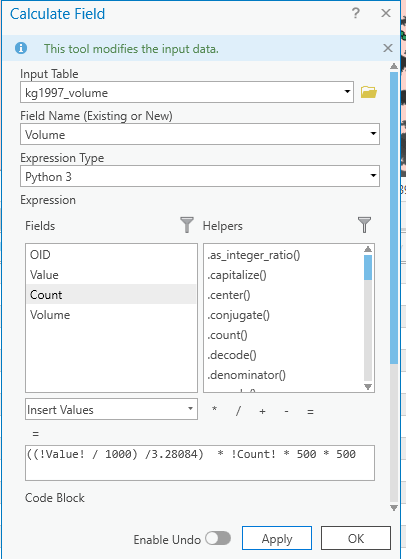 Calculate Field
This tool modifies the input data.
Input Table
kg1997_volume
Field Name (Existing or New)
Volume
Expression Type
Python 3
Expression
Fields
Helpers
OID
Value
Count
Volume
.as_integer_ratio()
.capitalize()
.center()
.conjugate()
.count()
.decode()
.denominator()
Insert Values
* / + - =
=
((!Value! / 1000) /3.28084) * !Count! * 500 * 500
Code Block
Enable Undo
Apply
OK